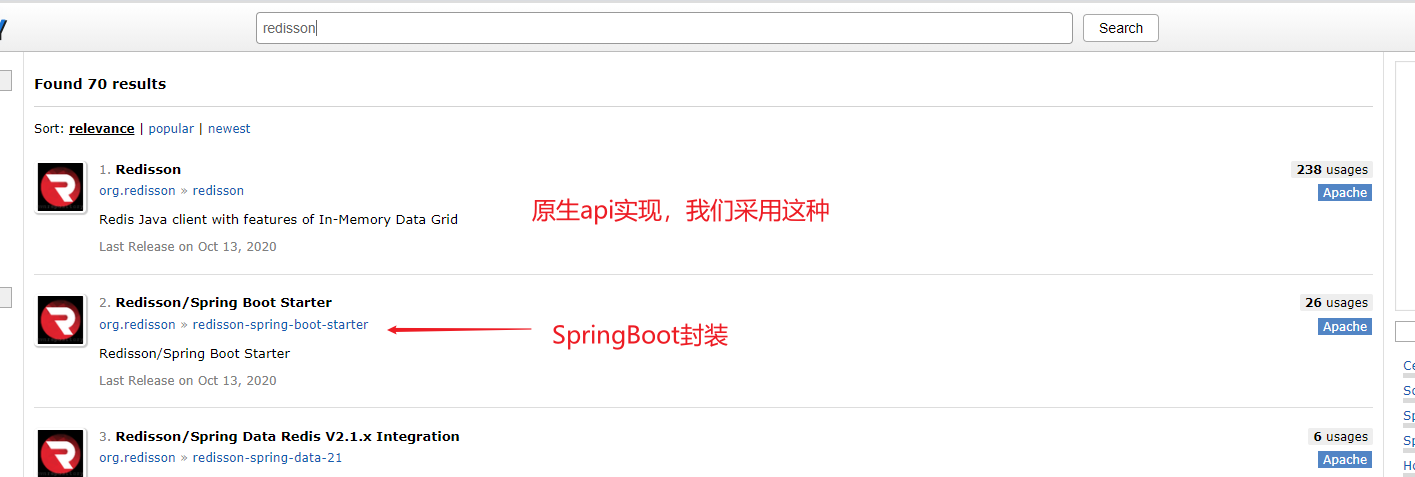 redisson
Search
Found 70 results
Sort: relevance | popular | newest
1. Redisson
238 usages
org.redisson » redisson
Apache
Redis Java client with features of In-Memory Data Grid
原生api实现，我们采用这种
Last Release on Oct 13, 2020
2. Redisson/Spring Boot Starter
26 usages
org.redisson » redisson-spring-boot-starter
Apache
SpringBoot封装
Redisson/Spring Boot Starter
Last Release on Oct 13, 2020
3. Redisson/Spring Data Redis V2.1.x Integration
6 usages
org.redisson » redisson-spring-data-21
Apache